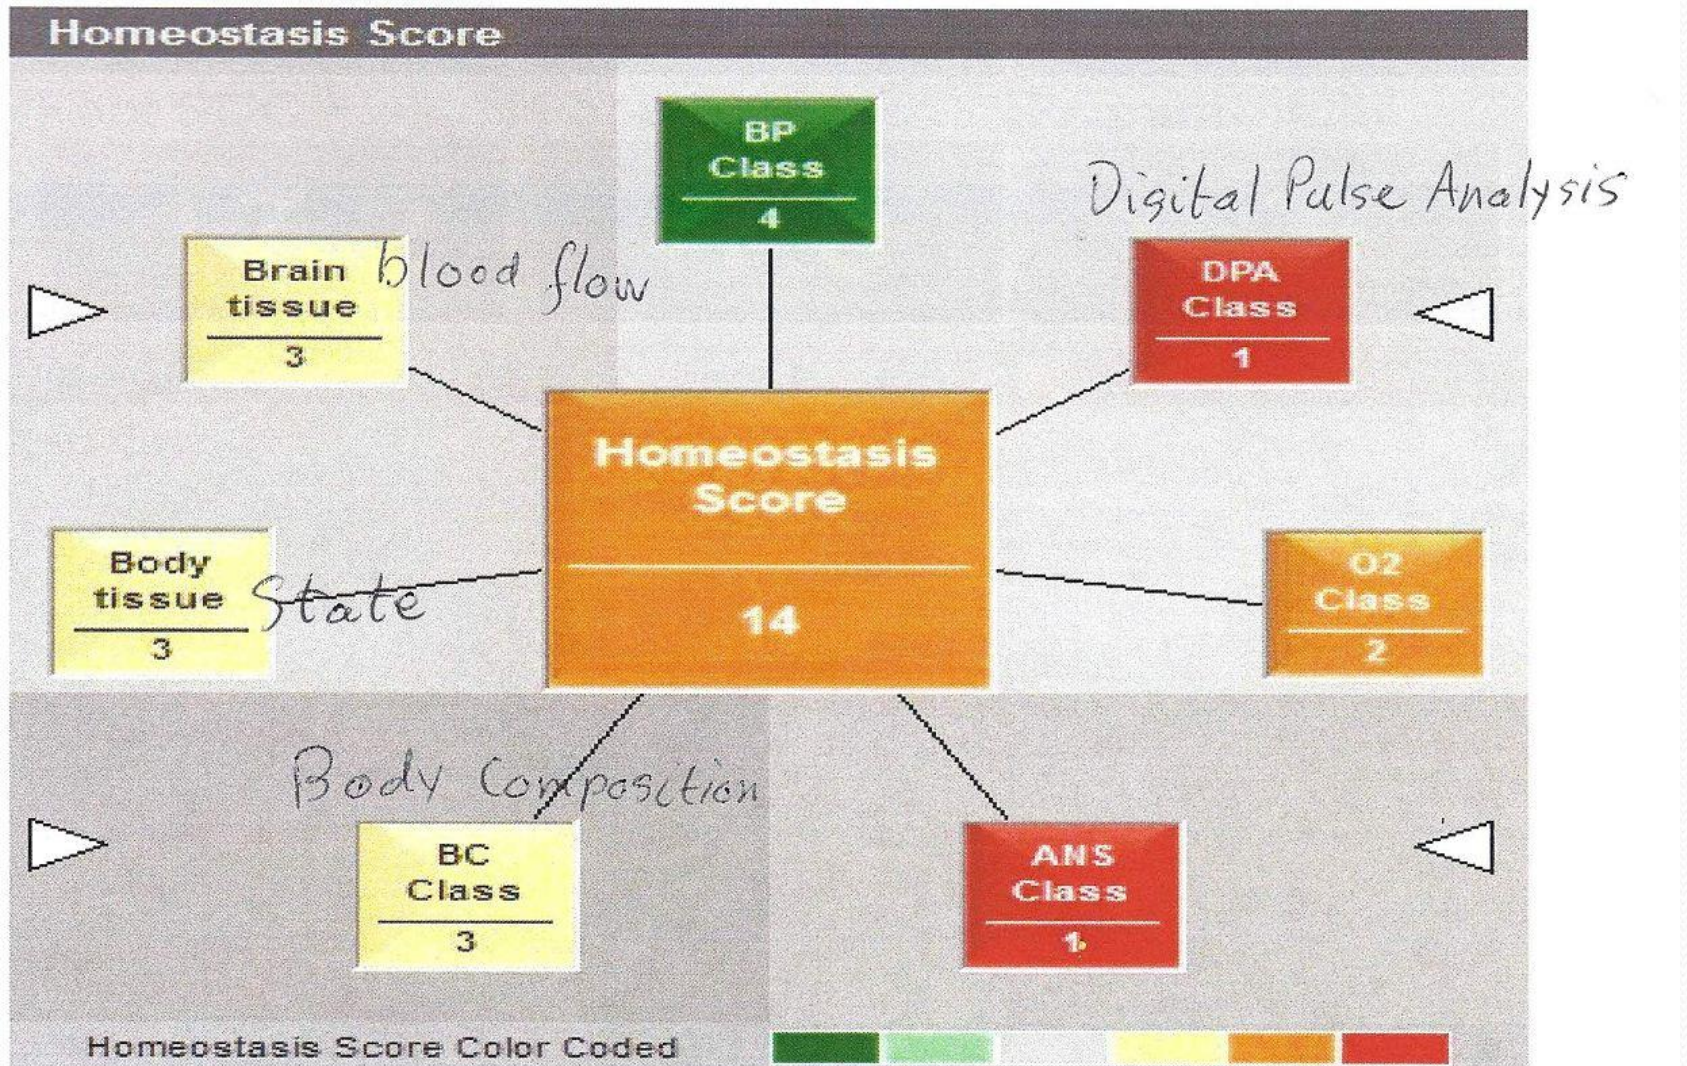 Homeostasis Score
BP
Class
4
Digital Pulse Analysis
Brain
tissue
3
blood flow
DPA
Class
1
Homeostasis
Score
14
Body
tissue
3
State
O2
Class
2
Body Composition
BC
Class
3
ANS
Class
1
Homeostasis Score Color Coded